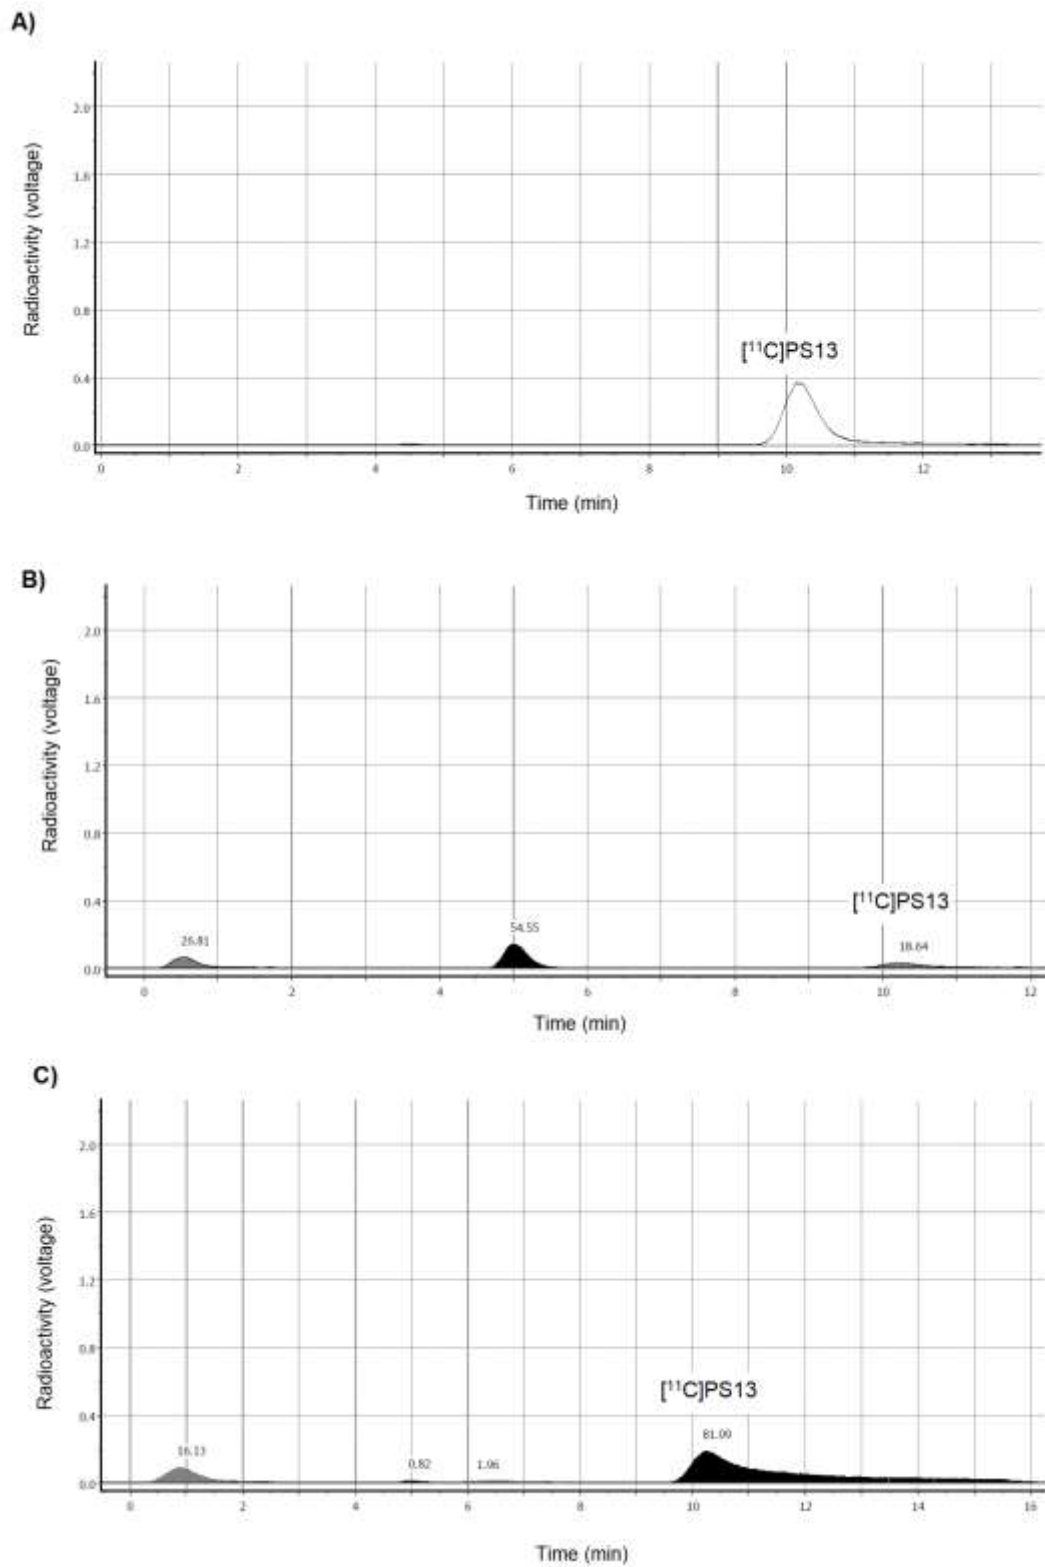 A)
Radioactivity (voltage)
2.0
1.6
1.2
0.8
0.4
0.0
[¹¹C]PS13
0 2 4 6 8 10 12
Time (min)
B)
Radioactivity (voltage)
2.0
1.6
1.2
0.8
0.4
0.0
[¹¹C]PS13
26.81 54.55 18.64
0 2 4 6 8 10 12
Time (min)
C)
Radioactivity (voltage)
2.0
1.6
1.2
0.8
0.4
0.0
[¹¹C]PS13
16.13 0.82 1.96 81.09
0 2 4 6 8 10 12 14 16
Time (min)